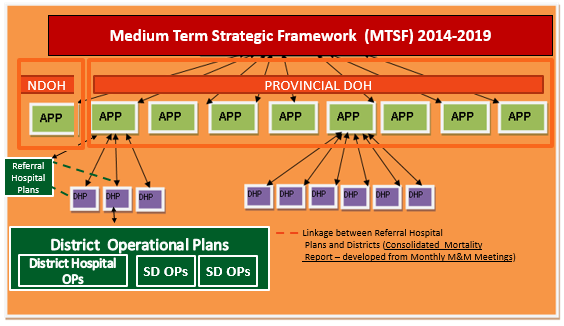 Medium Term Strategic Framework  (MTSF) 2014-2019
NDOH
PROVINCIAL DOH
APP
APP
APP
APP
APP
APP
APP
APP
APP
Referral
Hospital
Plans
DHP
DHP
DHP
DHP
DHP
DHP
DHP
DHP
DHP
District  Operational Plans
District Hospital
OPs
SD OPs
SD OPs
Linkage between Referral Hospital
Plans and Districts (Consolidated  Mortality
Report – developed from Monthly M&M Meetings)